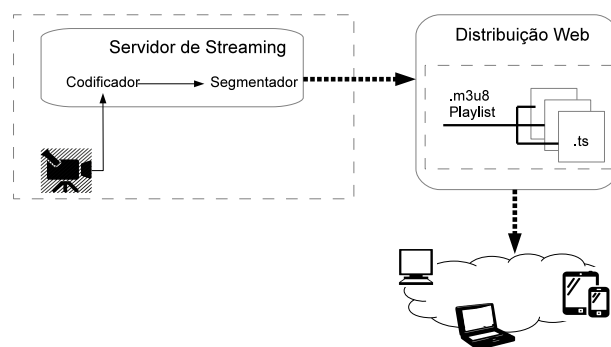 Servidor de Streaming
Codificador
Segmentador
Distribuição Web
.m3u8
Playlist
.ts